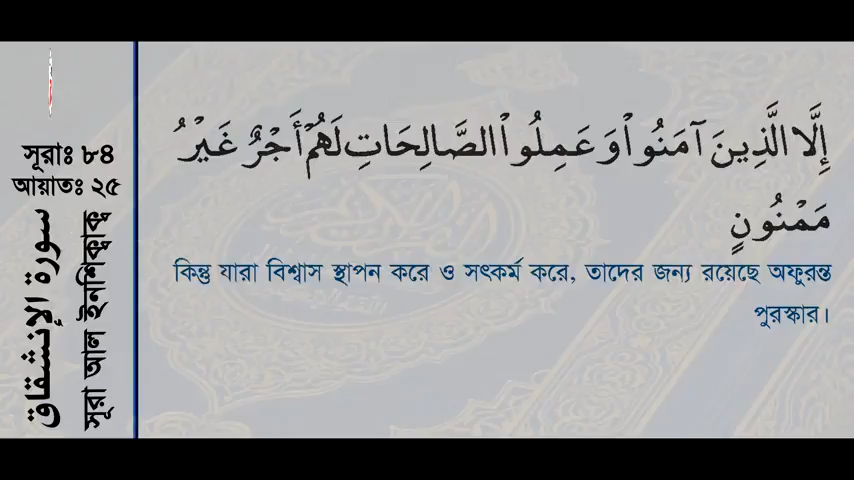 সূরাঃ ৮৪
আয়াতঃ ২৫
سورة الإنشقاق
সূরা আল ইনশিক্বাক্ব
إِلَّا الَّذِينَ آمَنُواْ وَعَمِلُواْ الصَّالِحَاتِ لَهُمْ أَجْرٌ غَيْرُ
مَمْنُونٍ
কিন্তু যারা বিশ্বাস স্থাপন করে ও সৎকর্ম করে, তাদের জন্য রয়েছে অফুরন্ত
পুরস্কার।